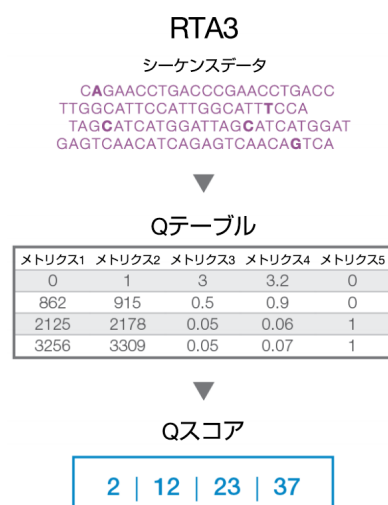 RTA3
シーケンスデータ
CAGAACCTGACCCGAACCTGACC
TTGGCATTCCATTGGCATTTCCA
TAGCATCATGGATTAGCATCATGGAT
GAGTCAACATCAGAGTCAACAGTCA
Qテーブル
メトリクス1 メトリクス2 メトリクス3 メトリクス4 メトリクス5
0 1 3 3.2 0
862 915 0.5 0.9 0
2125 2178 0.05 0.06 1
3256 3309 0.05 0.07 1
Qスコア
2 | 12 | 23 | 37